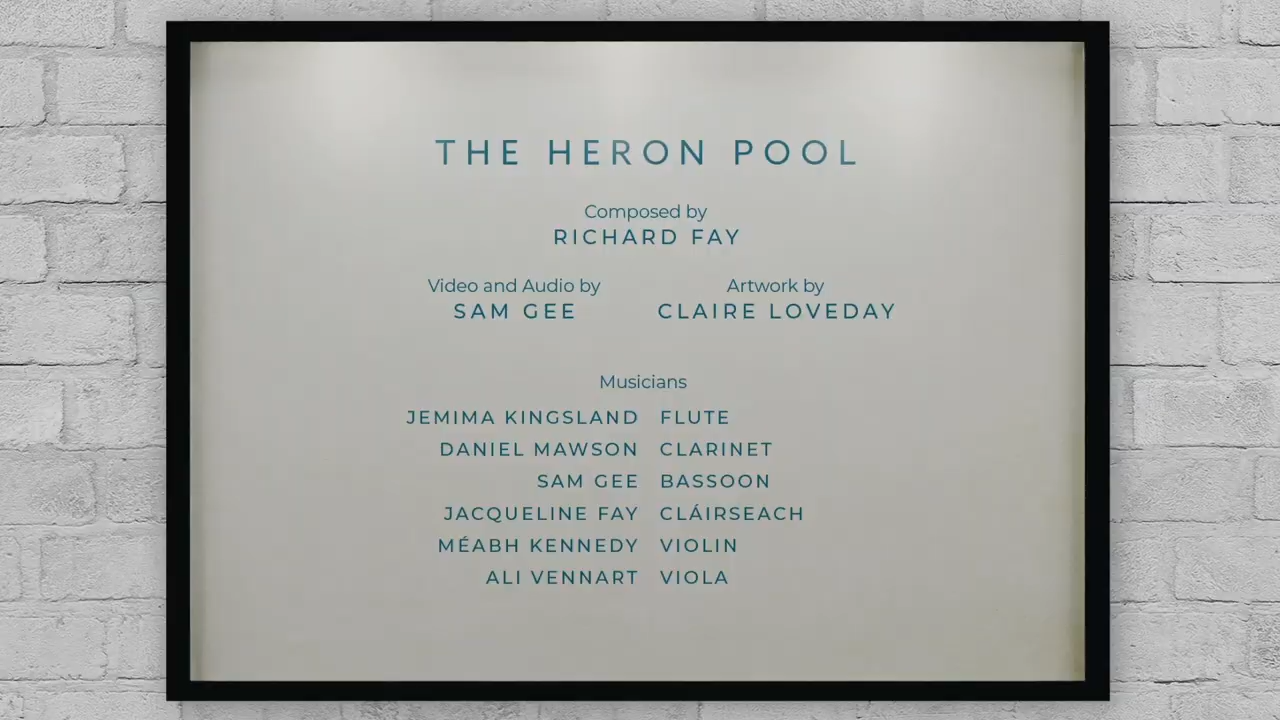 THE HERON POOL
Composed by
RICHARD FAY
Video and Audio by
SAM GEE
Artwork by
CLAIRE LOVEDAY
Musicians
JEMIMA KINGSLAND FLUTE
DANIEL MAWSON CLARINET
SAM GEE BASSOON
JACQUELINE FAY CLÁIRSEACH
MÉABH KENNEDY VIOLIN
ALI VENNART VIOLA